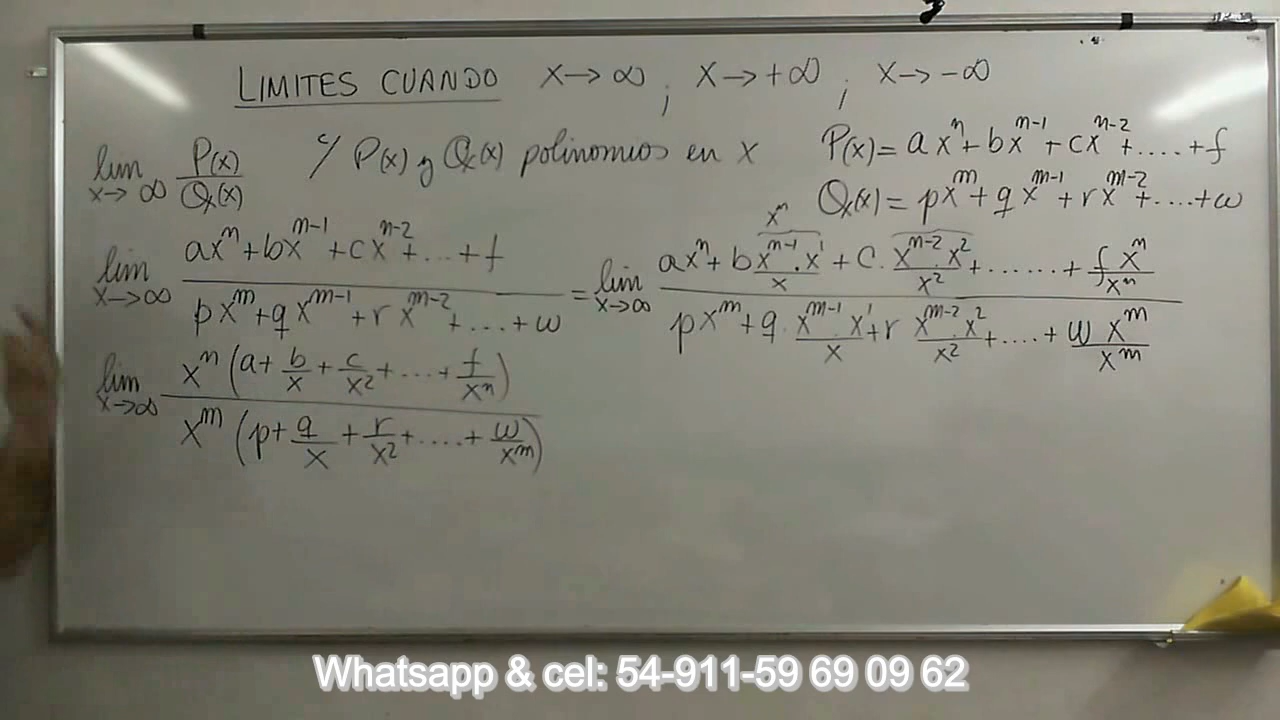 LIMITES CUANDO x→∞ ; x→+∞ ; x→-∞
lim x→∞ P(x)/Q(x) c/ P(x) y Q(x) polinomios en x P(x) = ax^n + bx^(n-1) + cx^(n-2) + .... + f
Q(x) = px^m + qx^(m-1) + rx^(m-2) + .... + w
x^n
lim x→∞ (ax^n + bx^(n-1) + cx^(n-2) + ... + f)/(px^m + qx^(m-1) + rx^(m-2) + ... + w) = lim x→∞ (ax^n + b x^(n-1).x^1/x + c. x^(n-2).x^2/x^2 + ...... + f x^n/x^n)/(px^m + q. x^(m-1).x^1/x + r x^(m-2).x^2/x^2 + .... + w x^m/x^m)
lim x→∞ x^n (a + b/x + c/x^2 + ... + f/x^n)/x^m (p + q/x + r/x^2 + .... + w/x^m)
Whatsapp & cel: 54-911-59 69 09 62